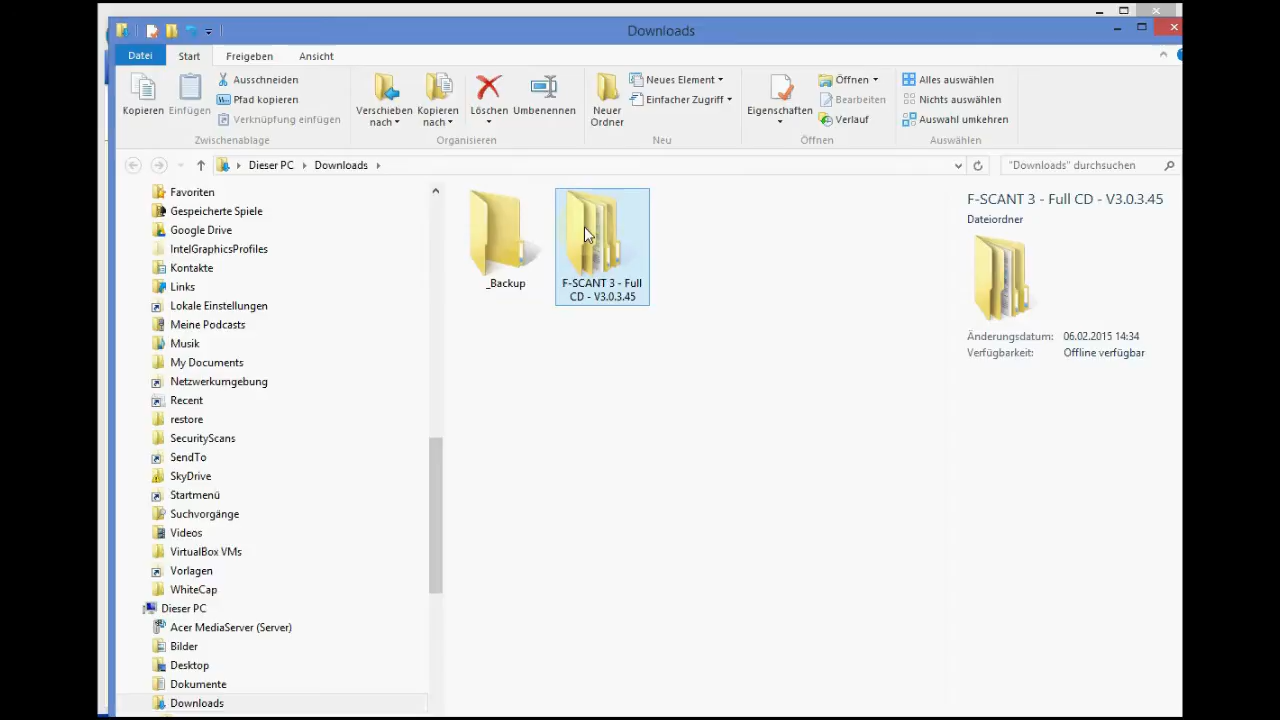 Downloads
Datei Start Freigeben Ansicht
Kopieren
Einfügen
Ausschneiden
Pfad kopieren
Verknüpfung einfügen
Zwischenablage
Verschieben nach
Kopieren nach
Löschen
Umbenennen
Organisieren
Neuer Ordner
Neues Element
Einfacher Zugriff
Neu
Eigenschaften
Öffnen
Bearbeiten
Verlauf
Öffnen
Alles auswählen
Nichts auswählen
Auswahl umkehren
Auswählen
Dieser PC Downloads
"Downloads" durchsuchen
Favoriten
Gespeicherte Spiele
Google Drive
IntelGraphicsProfiles
Kontakte
Links
Lokale Einstellungen
Meine Podcasts
Musik
My Documents
Netzwerkumgebung
Recent
restore
SecurityScans
SendTo
SkyDrive
Startmenü
Suchvorgänge
Videos
VirtualBox VMs
Vorlagen
WhiteCap
Dieser PC
Acer MediaServer (Server)
Bilder
Desktop
Dokumente
Downloads
_Backup
F-SCANT 3 - Full
CD - V3.0.3.45
F-SCANT 3 - Full CD - V3.0.3.45
Dateiordner
Änderungsdatum: 06.02.2015 14:34
Verfügbarkeit: Offline verfügbar